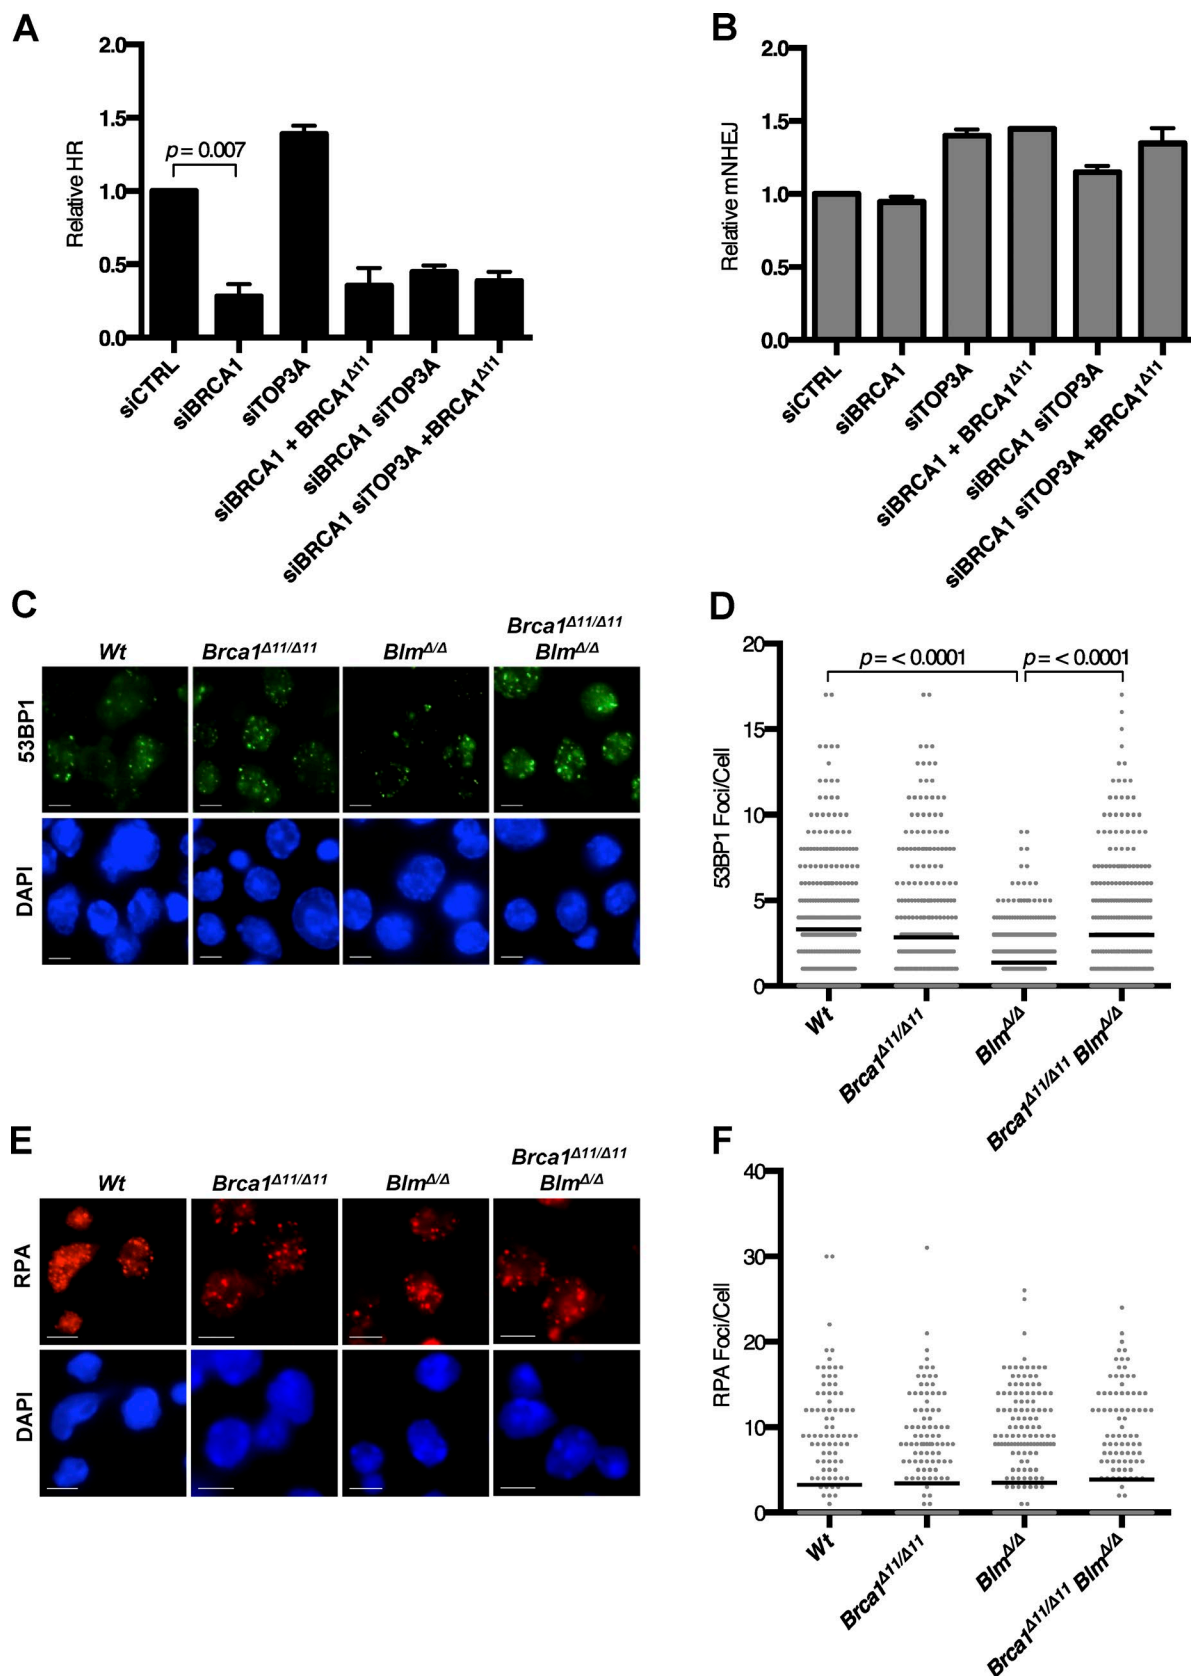 A
2.0
1.5
1.0
0.5
0.0
Relative HR
p = 0.007
siCTRL
siBRCA1
siTOP3A
siBRCA1 + BRCA1Δ11
siBRCA1 siTOP3A
siBRCA1 siTOP3A +BRCA1Δ11
B
2.0
1.5
1.0
0.5
0.0
Relative mNHEJ
siCTRL
siBRCA1
siTOP3A
siBRCA1 + BRCA1Δ11
siBRCA1 siTOP3A
siBRCA1 siTOP3A +BRCA1Δ11
C
Wt
Brca1Δ11/Δ11
BlmΔ/Δ
Brca1Δ11/Δ11
BlmΔ/Δ
53BP1
DAPI
D
20
15
10
5
0
53BP1 Foci/Cell
p = < 0.0001
p = < 0.0001
Wt
Brca1Δ11/Δ11
BlmΔ/Δ
Brca1Δ11/Δ11 BlmΔ/Δ
E
Wt
Brca1Δ11/Δ11
BlmΔ/Δ
Brca1Δ11/Δ11
BlmΔ/Δ
RPA
DAPI
F
40
30
20
10
0
RPA Foci/Cell
Wt
Brca1Δ11/Δ11
BlmΔ/Δ
Brca1Δ11/Δ11 BlmΔ/Δ